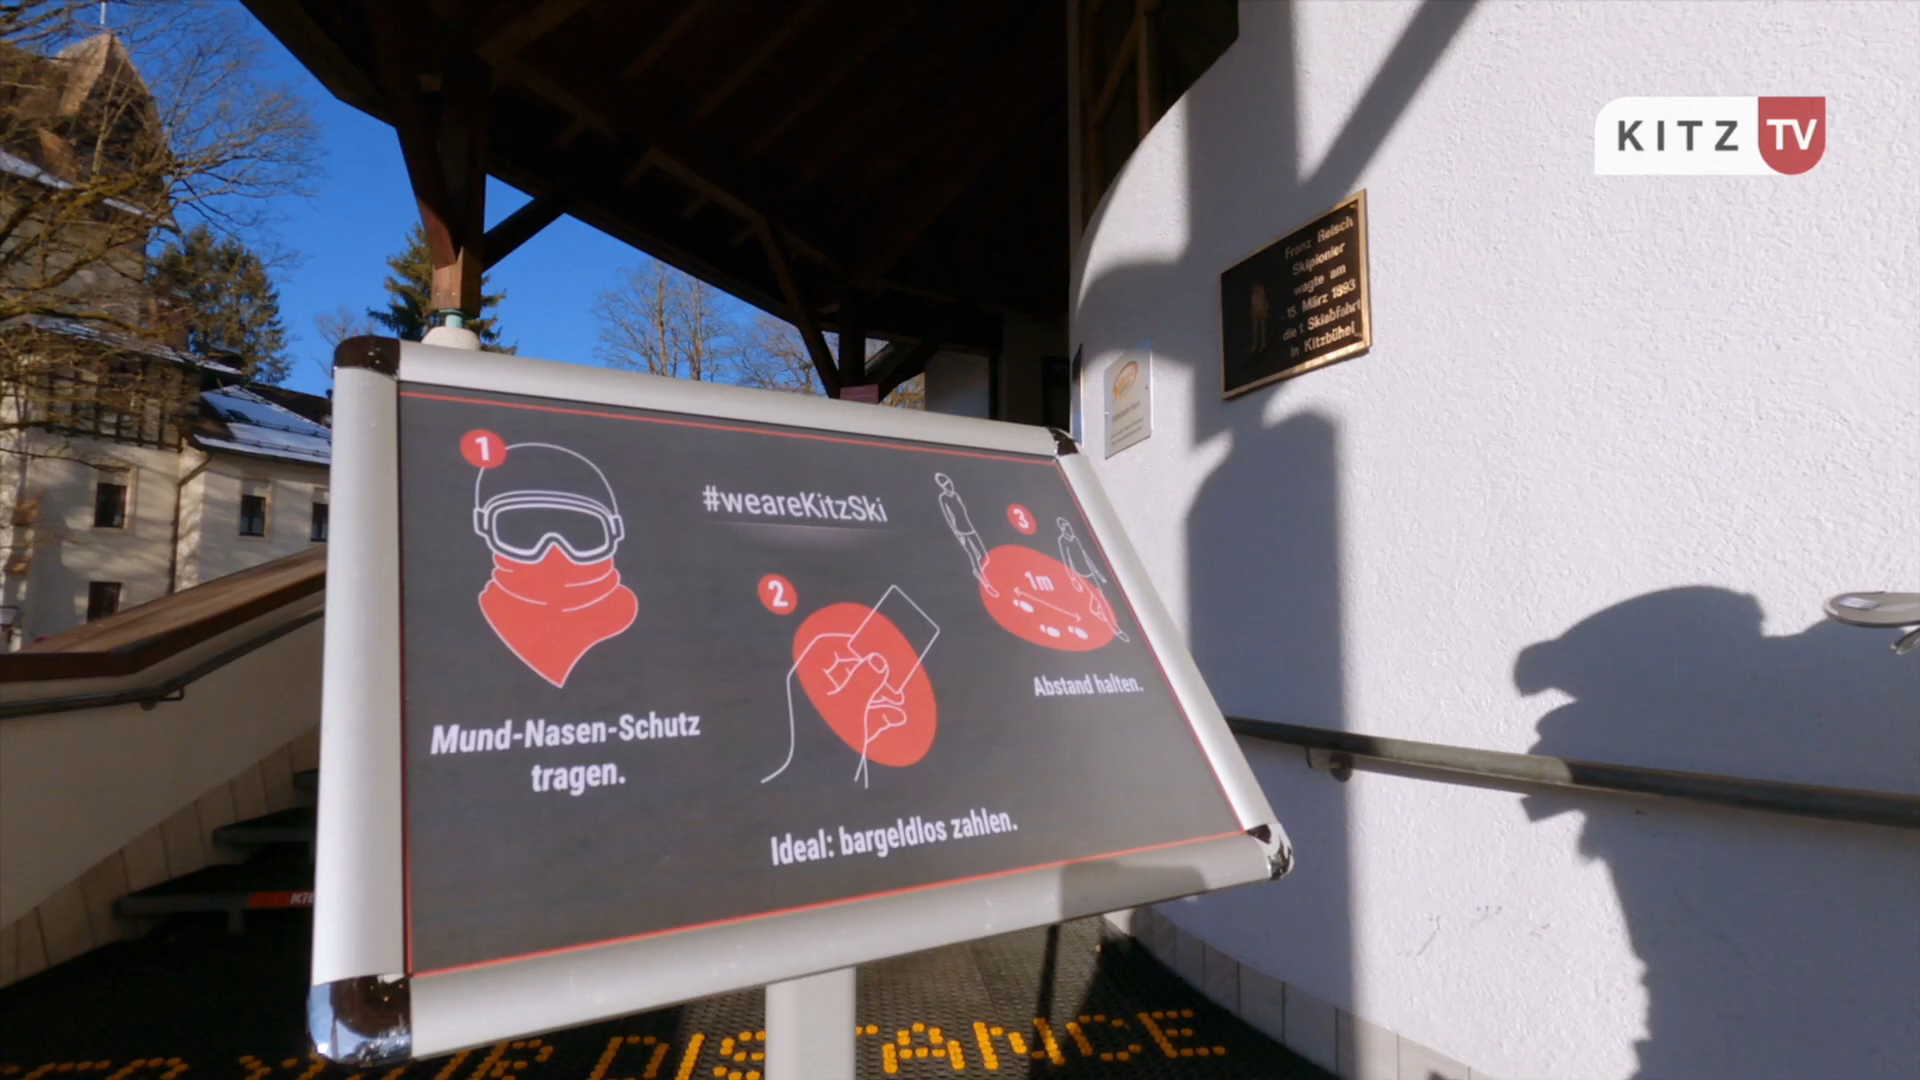 KITZ TV
Franz Reisch
Skipionier
wagte am
15. März 1893
die 1. Skiabfahrt
in Kitzbühel
1
#weareKitzSki
3
1m
2
Abstand halten.
Mund-Nasen-Schutz
tragen.
Ideal: bargeldlos zahlen.
DISTANCE